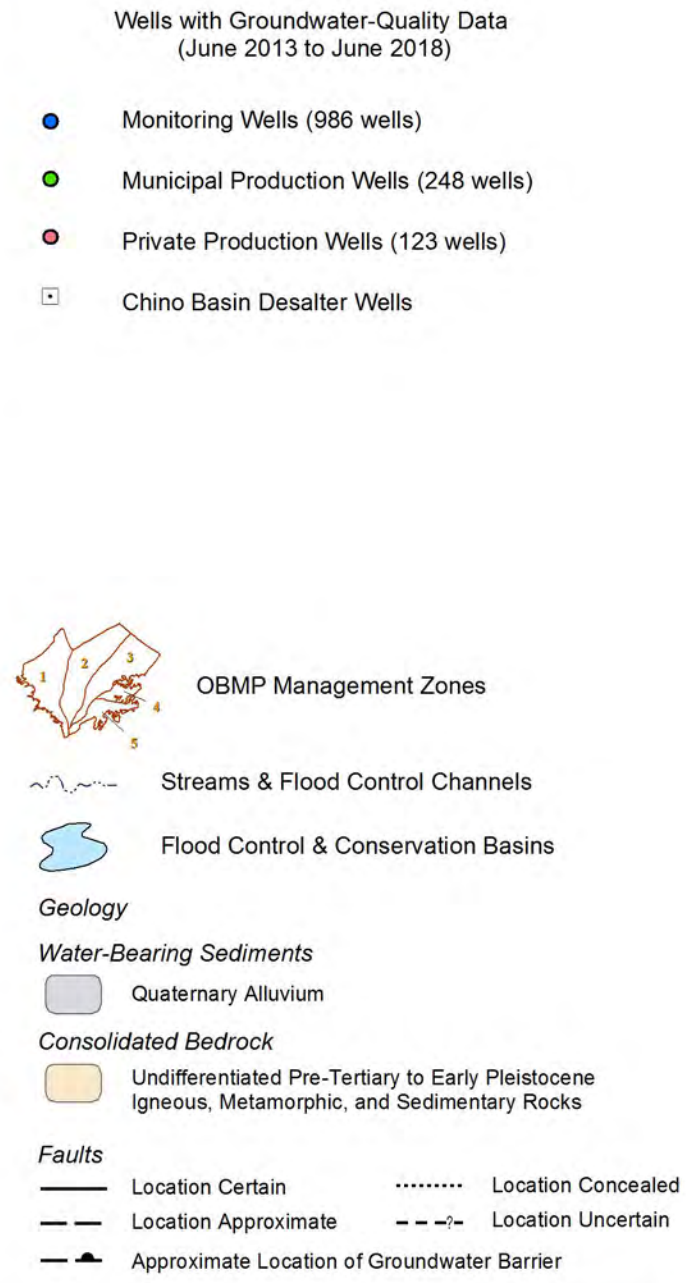 Wells with Groundwater-Quality Data
(June 2013 to June 2018)
Monitoring Wells (986 wells)
Municipal Production Wells (248 wells)
Private Production Wells (123 wells)
Chino Basin Desalter Wells
1
2
3
4
5
OBMP Management Zones
Streams & Flood Control Channels
Flood Control & Conservation Basins
Geology
Water-Bearing Sediments
Quaternary Alluvium
Consolidated Bedrock
Undifferentiated Pre-Tertiary to Early Pleistocene
Igneous, Metamorphic, and Sedimentary Rocks
Faults
Location Certain
Location Concealed
Location Approximate
?
Location Uncertain
Approximate Location of Groundwater Barrier